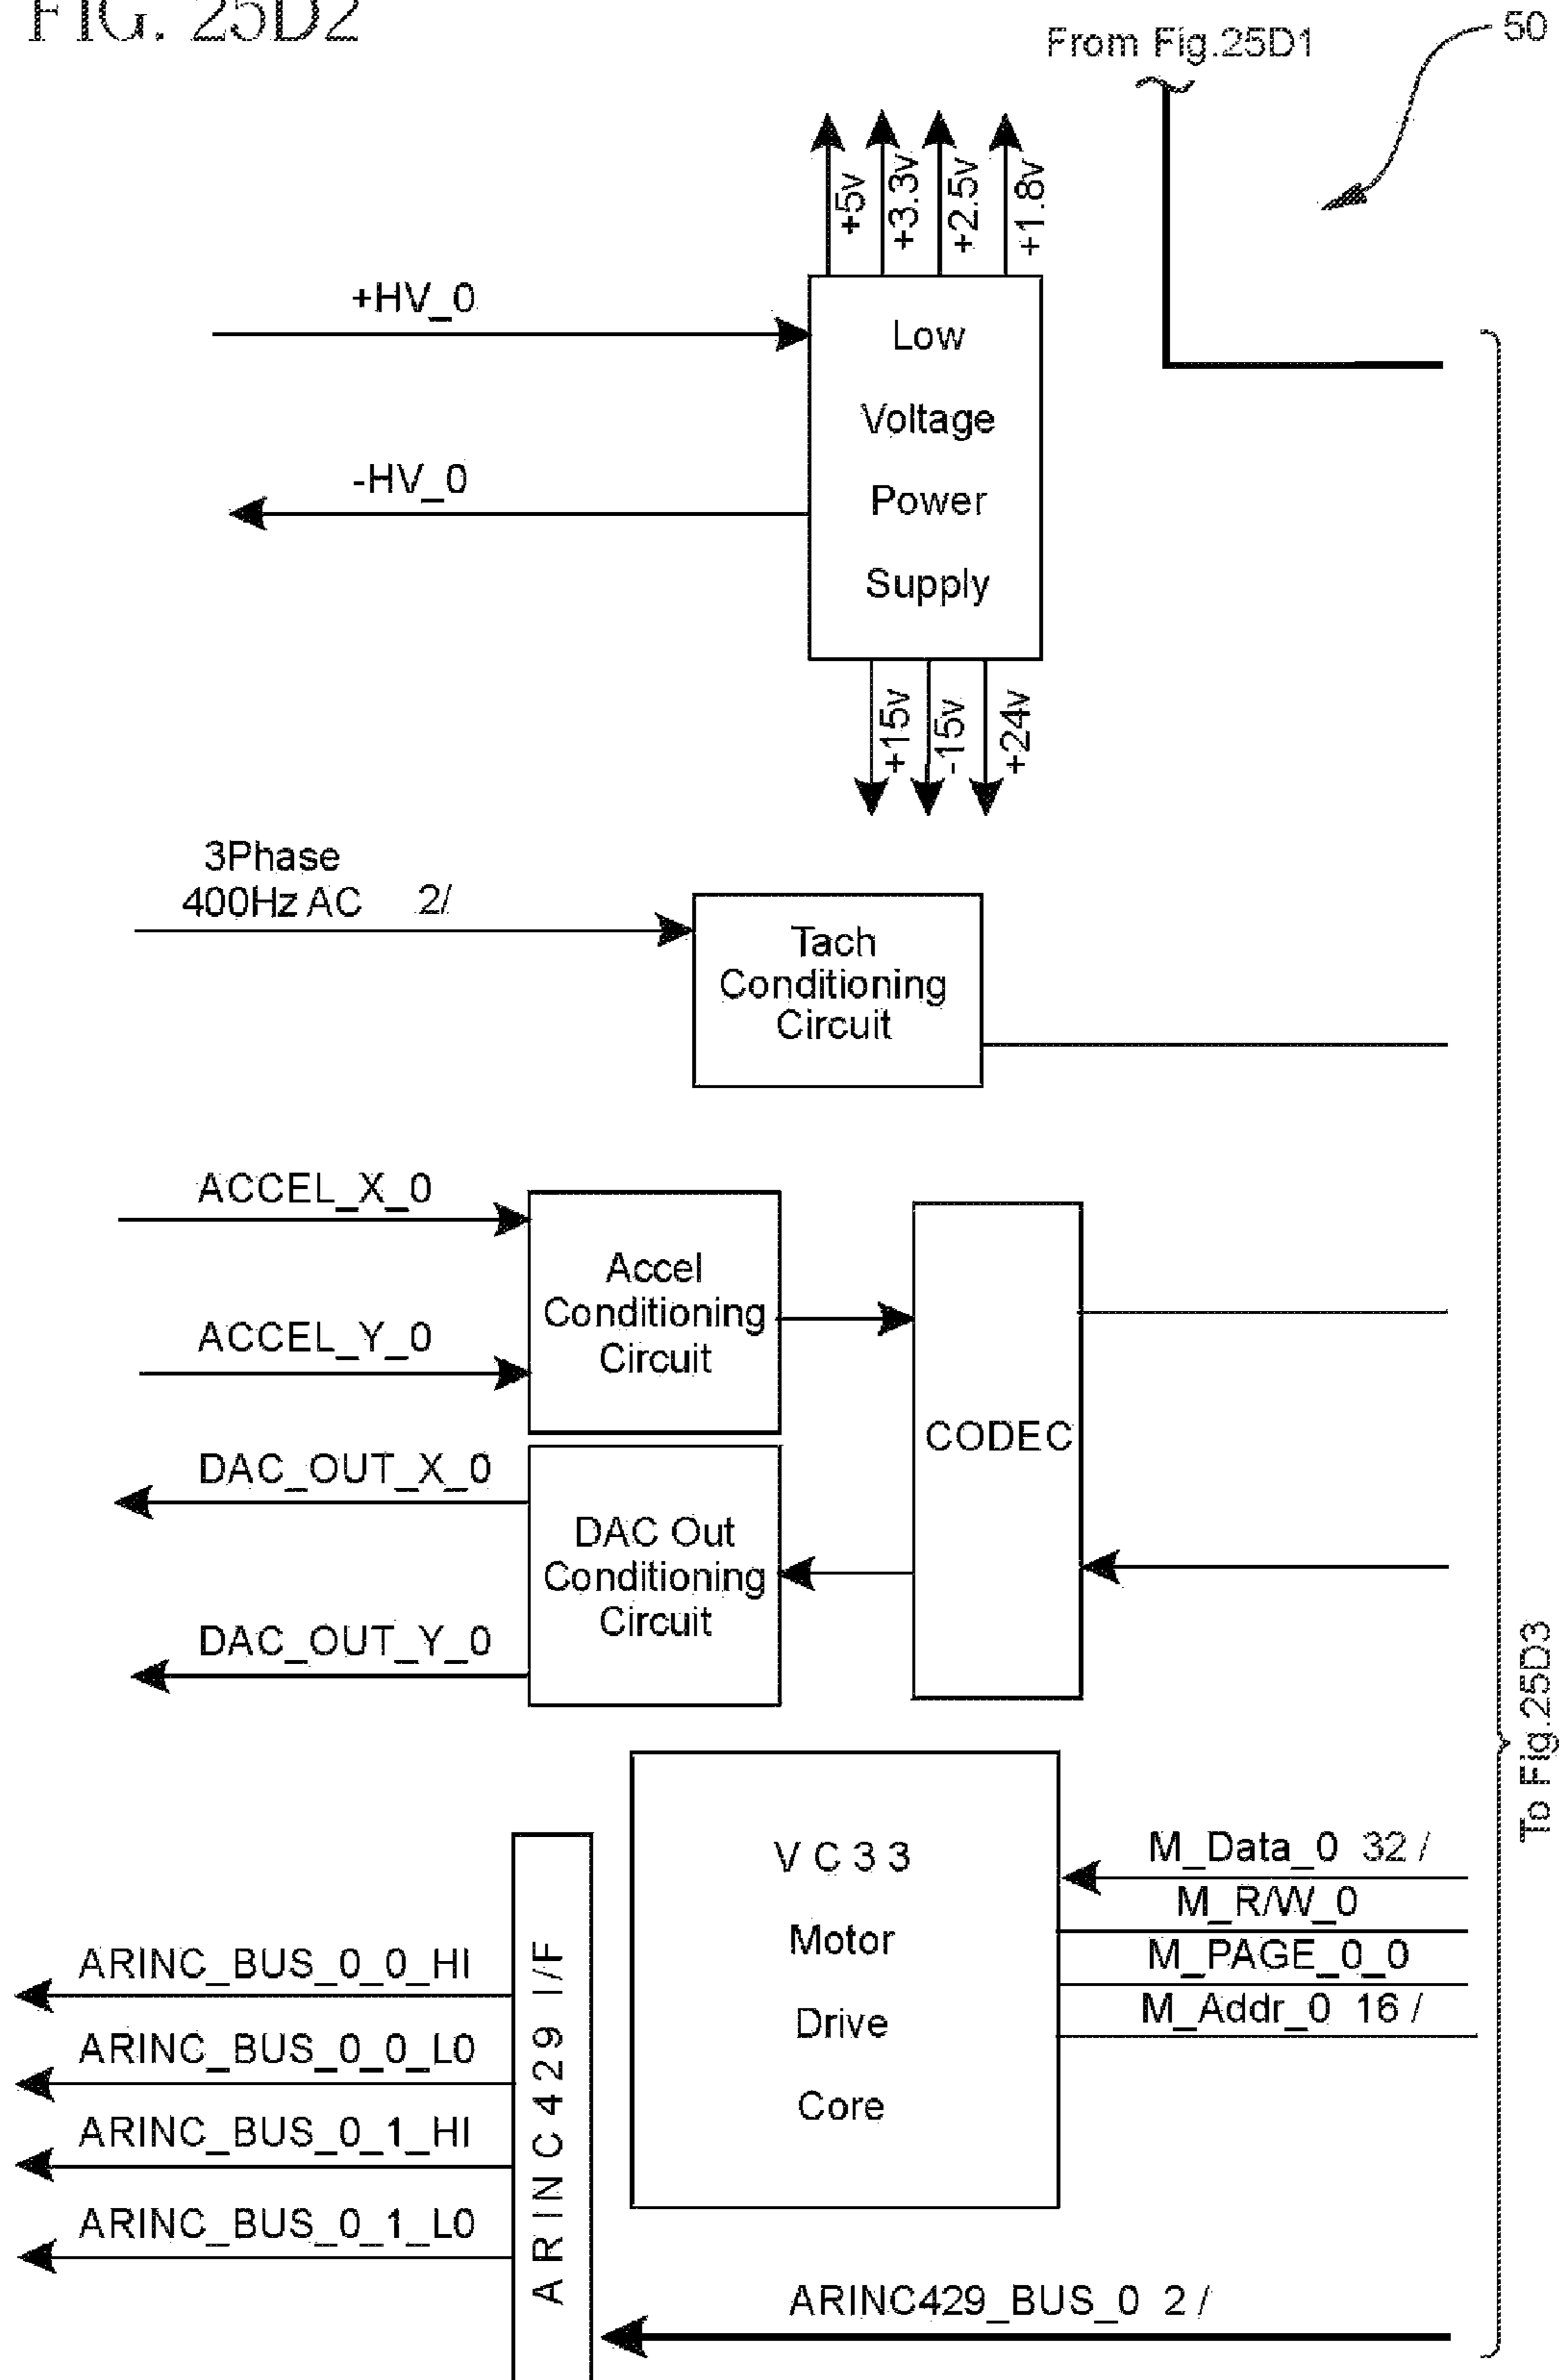 FIG. 25D2
From Fig.25D1
50
+5v
+3.3v
+2.5v
+1.8v
+HV_0
-HV_0
Low
Voltage
Power
Supply
+15v
-15v
+24v
3Phase
400Hz AC 2/
Tach
Conditioning
Circuit
ACCEL_X_0
ACCEL_Y_0
Accel
Conditioning
Circuit
CODEC
DAC_OUT_X_0
DAC_OUT_Y_0
DAC Out
Conditioning
Circuit
To Fig.25D3
VC33
Motor
Drive
Core
M_Data_0 32 /
M_R/W_0
M_PAGE_0_0
M_Addr_0 16 /
ARINC_BUS_0_0_HI
ARINC_BUS_0_0_L0
ARINC_BUS_0_1_HI
ARINC_BUS_0_1_L0
ARINC429 I/F
ARINC429_BUS_0 2 /